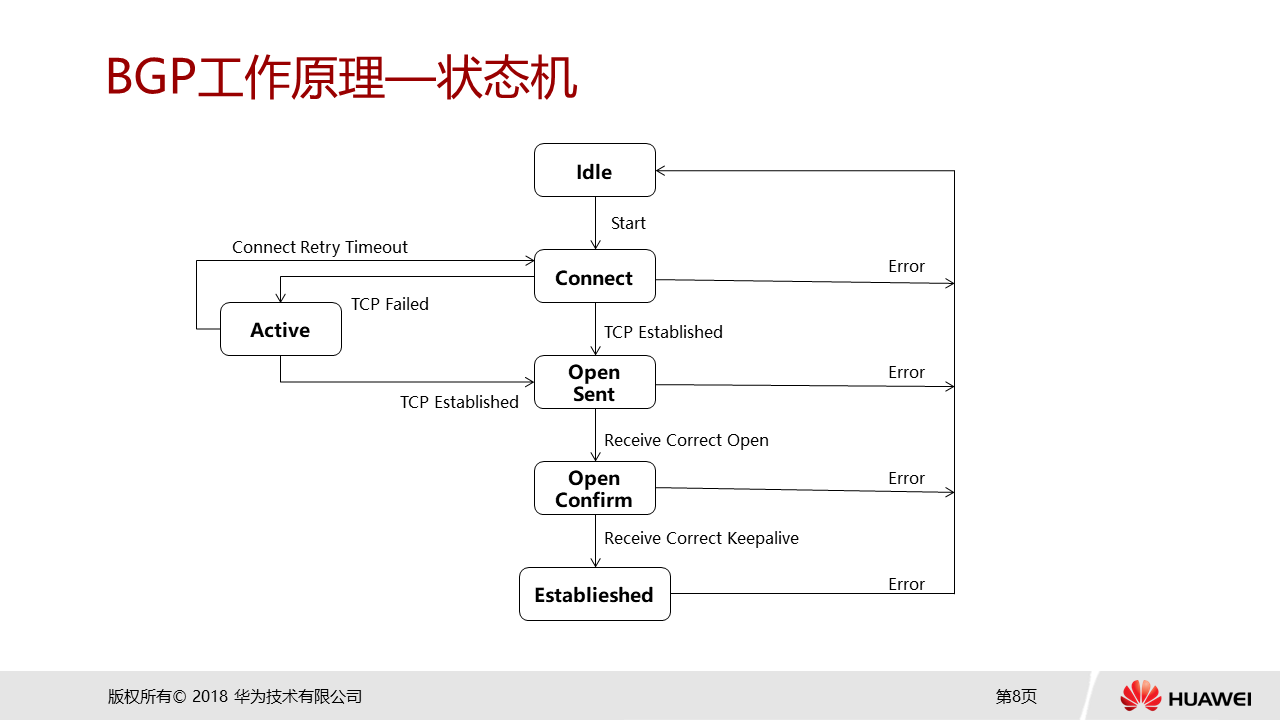 BGP工作原理—状态机
Idle
Start
Connect Retry Timeout
Connect
Error
TCP Failed
Active
TCP Established
Open
Sent
Error
TCP Established
Receive Correct Open
Open
Confirm
Error
Receive Correct Keepalive
Establieshed
Error
版权所有© 2018 华为技术有限公司
第8页
HUAWEI